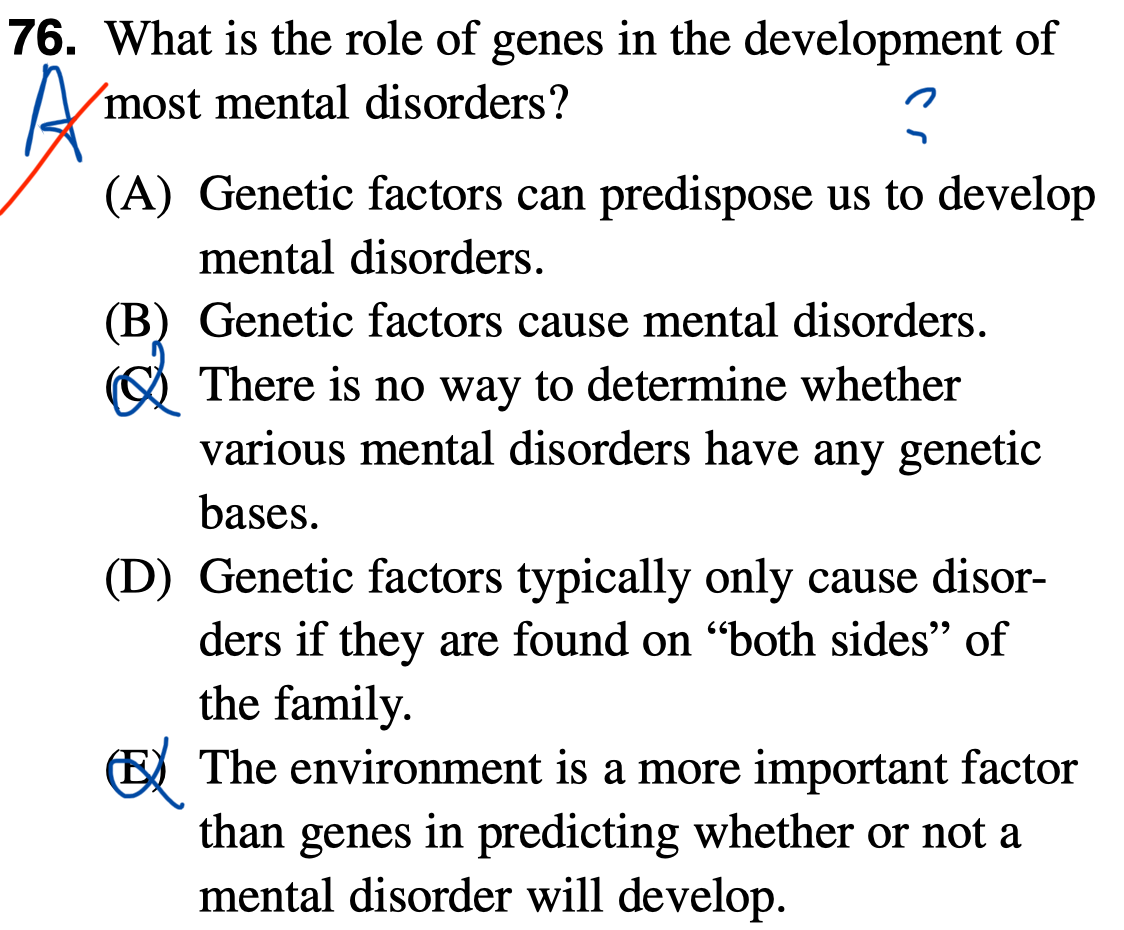 76. What is the role of genes in the development of
A most mental disorders? ?
(A) Genetic factors can predispose us to develop
mental disorders.
(B) Genetic factors cause mental disorders.
(C) There is no way to determine whether
various mental disorders have any genetic
bases.
(D) Genetic factors typically only cause disor-
ders if they are found on “both sides” of
the family.
(E) The environment is a more important factor
than genes in predicting whether or not a
mental disorder will develop.